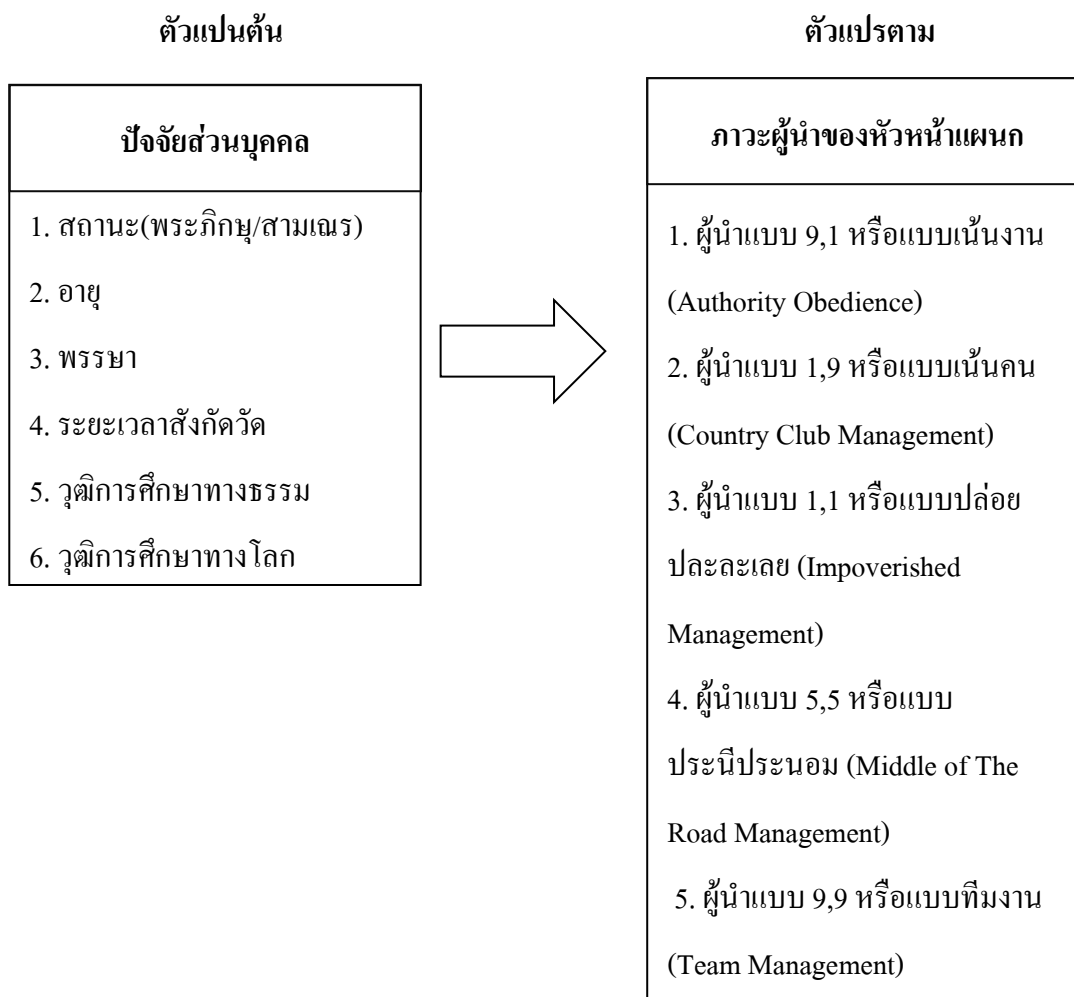 ตัวแปนต้น
ปัจจัยส่วนบุคคล
1. สถานะ(พระภิกษุ/สามเณร)
2. อายุ
3. พรรษา
4. ระยะเวลาสังกัดวัด
5. วุฒิการศึกษาทางธรรม
6. วุฒิการศึกษาทางโลก
ตัวแปรตาม
ภาวะผู้นำของหัวหน้าแผนก
1. ผู้นำแบบ 9,1 หรือแบบเน้นงาน
(Authority Obedience)
2. ผู้นำแบบ 1,9 หรือแบบเน้นคน
(Country Club Management)
3. ผู้นำแบบ 1,1 หรือแบบปล่อย
ปละละเลย (Impoverished
Management)
4. ผู้นำแบบ 5,5 หรือแบบ
ประนีประนอม (Middle of The
Road Management)
5. ผู้นำแบบ 9,9 หรือแบบทีมงาน
(Team Management)